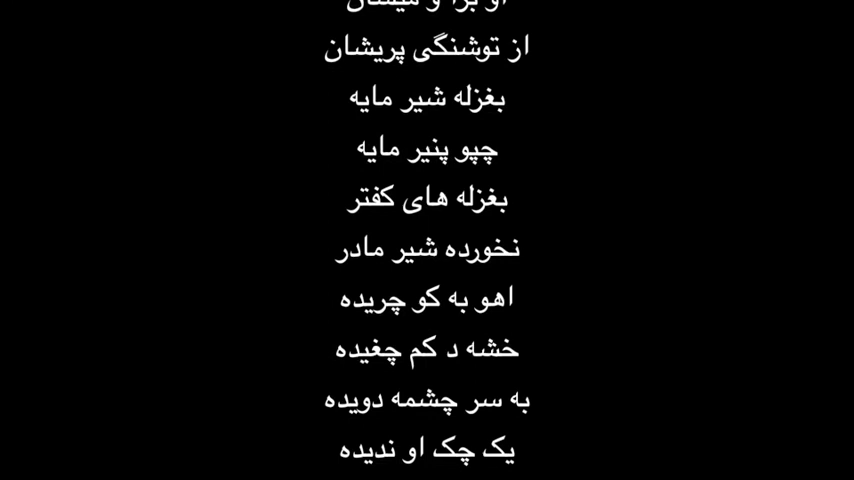 از توشنگی پریشان
بغزله شیر مایه
چپو پنیر مایه
بغزله های کفتر
نخورده شیر مادر
اهو به کو چریده
خشه د کم چغیده
به سر چشمه دویده
یک چک او ندیده